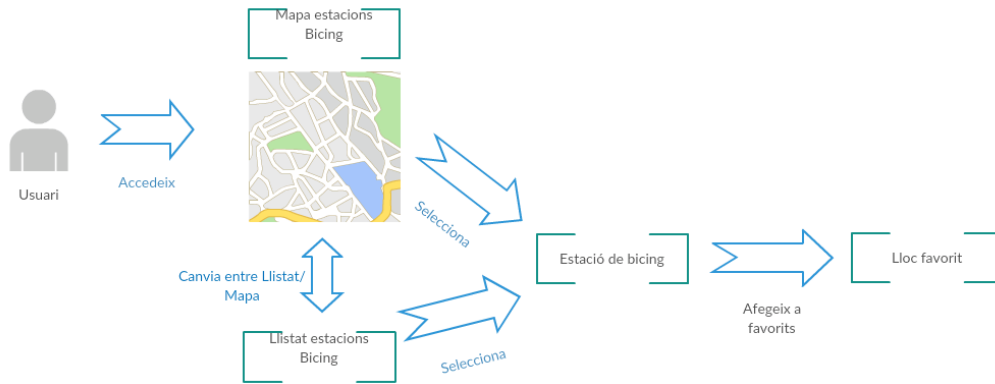 Mapa estacions
Bicing
Usuari
Accedeix
Selecciona
Canvia entre Llistat/
Mapa
Llistat estacions
Bicing
Selecciona
Estació de bicing
Afegeix a
favorits
Lloc favorit